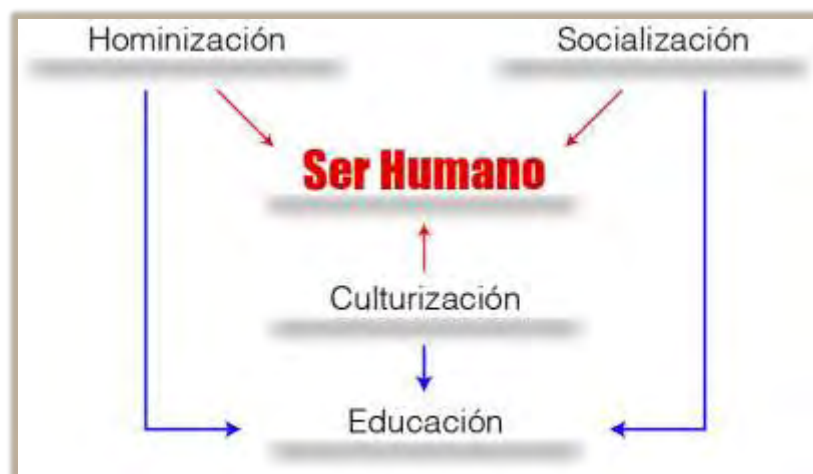 Hominización
Socialización
Ser Humano
Culturización
Educación